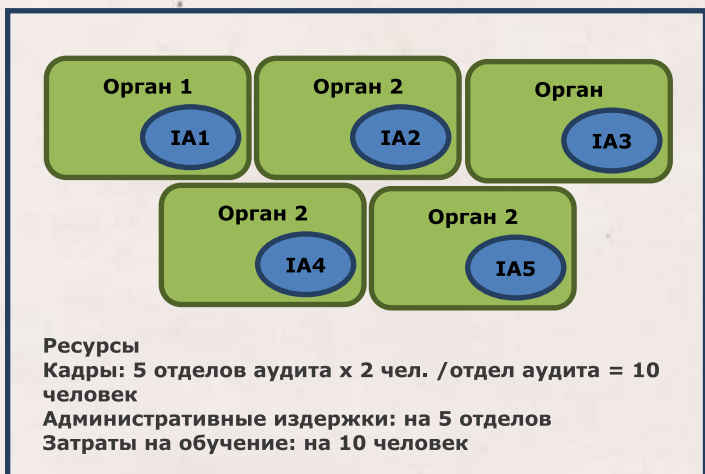 Орган 1
IA1
Орган 2
IA2
Орган
IA3
Орган 2
IA4
Орган 2
IA5
Ресурсы
Кадры: 5 отделов аудита x 2 чел. /отдел аудита = 10
человек
Административные издержки: на 5 отделов
Затраты на обучение: на 10 человек